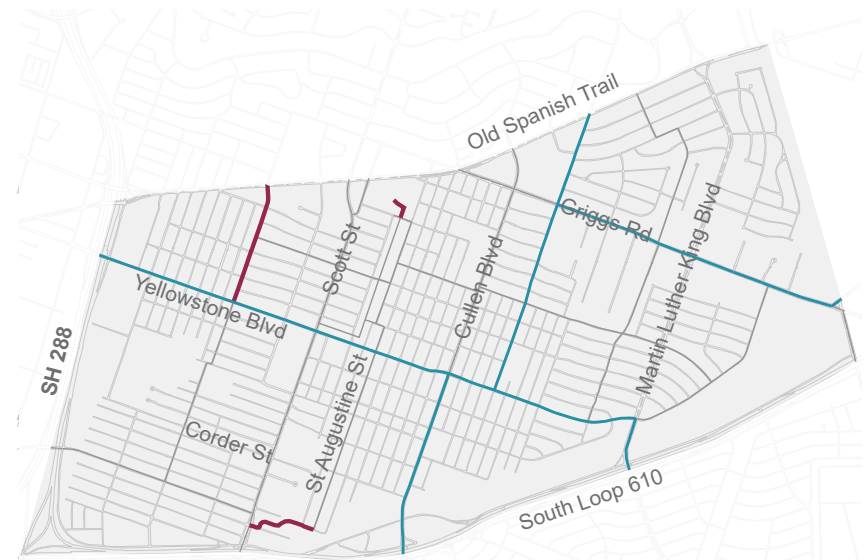 Old Spanish Trail
Griggs Rd
Martin Luther King Blvd
Scott St
Cullen Blvd
Yellowstone Blvd
SH 288
St Augustine St
Corder St
South Loop 610